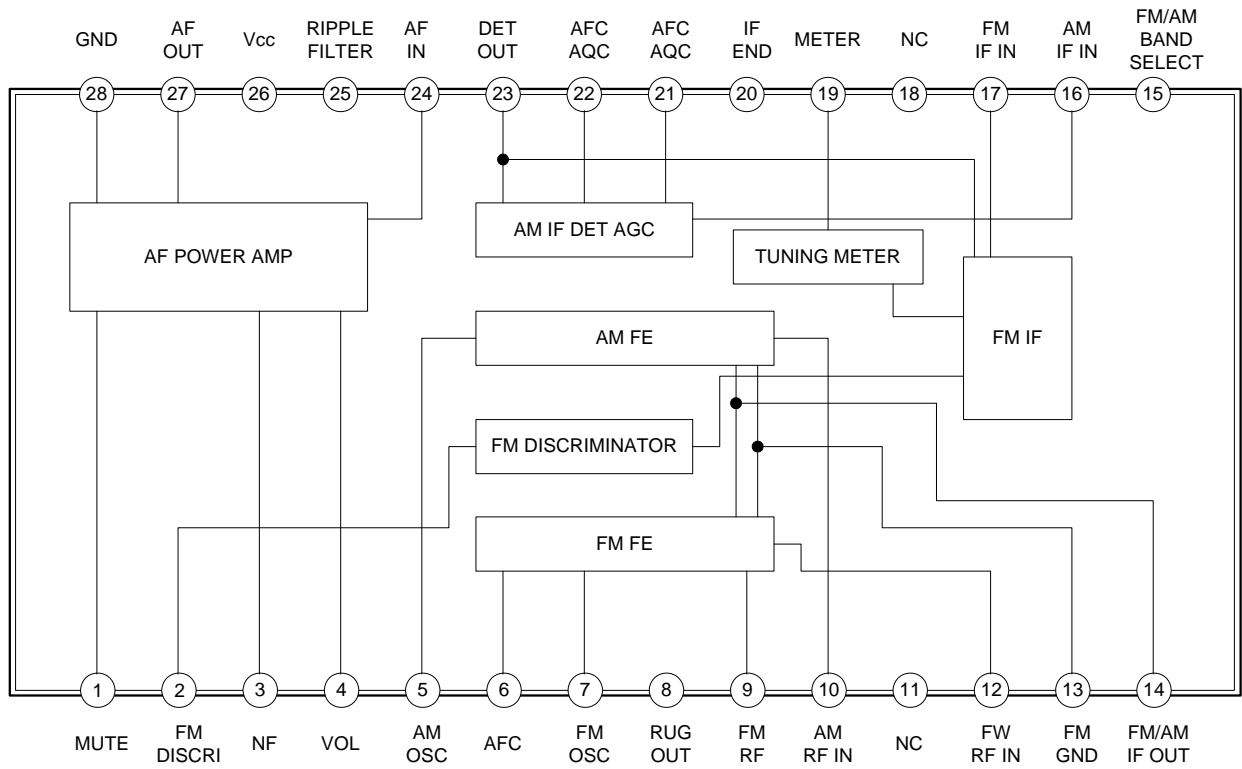 GND
AF
OUT
Vcc
RIPPLE
FILTER
AF
IN
DET
OUT
AFC
AQC
AFC
AQC
IF
END
METER
NC
FM
IF IN
AM
IF IN
FM/AM
BAND
SELECT
28
27
26
25
24
23
22
21
20
19
18
17
16
15
AF POWER AMP
AM IF DET AGC
TUNING METER
AM FE
FM IF
FM DISCRIMINATOR
FM FE
1
2
3
4
5
6
7
8
9
10
11
12
13
14
MUTE
FM
DISCRI
NF
VOL
AM
OSC
AFC
FM
OSC
RUG
OUT
FM
RF
AM
RF IN
NC
FW
RF IN
FM
GND
FM/AM
IF OUT